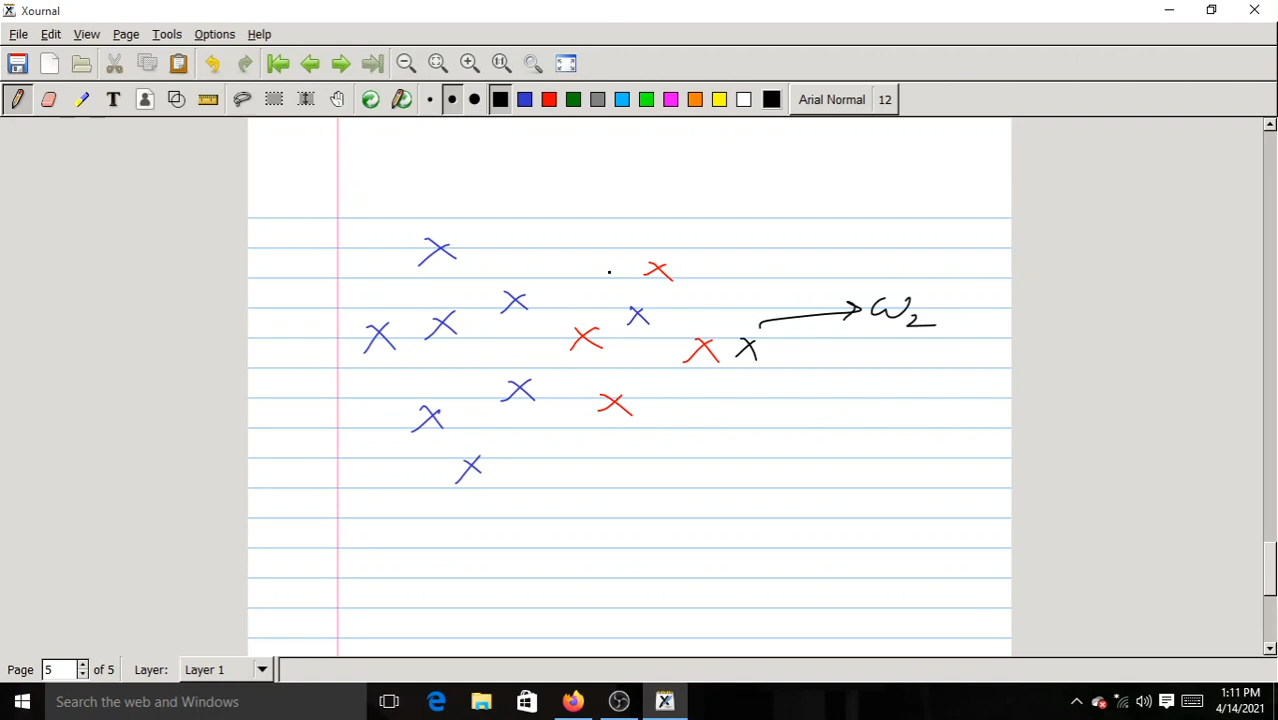 Xournal
File Edit View Page Tools Options Help
T Arial Normal 12
X
X
X X → ω₂
X X X
X X X X
X X
X
X
Page 5 of 5 Layer: Layer 1
Search the web and Windows
1:11 PM
4/14/2021